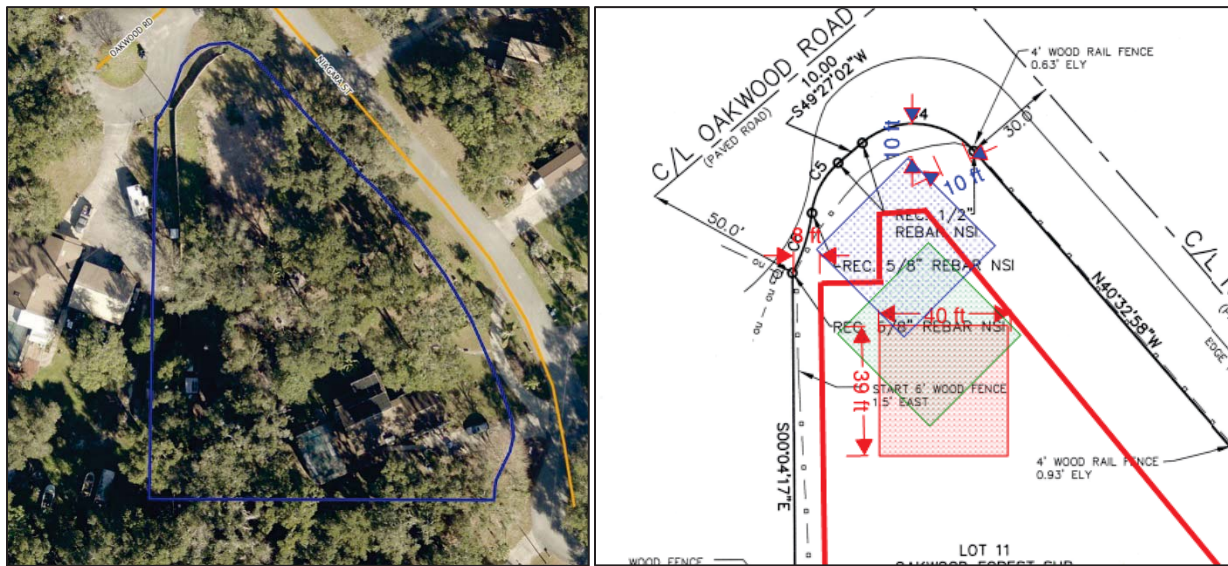 OAKWOOD RD
NIAGARA ST
C/L OAKWOOD ROAD
(PAVED ROAD)
10.00
S49°27'02"W
4' WOOD RAIL FENCE
0.63' ELY
30.0'
C5
10 ft
10 ft
50.0'
8 ft
REC. 1/2"
REBAR NSI
REC. 5/8" REBAR NSI
REC. 5/8" REBAR NSI
40 ft
39 ft
START 6' WOOD FENCE
1.5' EAST
S00°04'17"E
N40°32'58"W
C/L
EDGE
4' WOOD RAIL FENCE
0.93' ELY
LOT 11
OAKWOOD FOREST SUB
WOOD FENCE